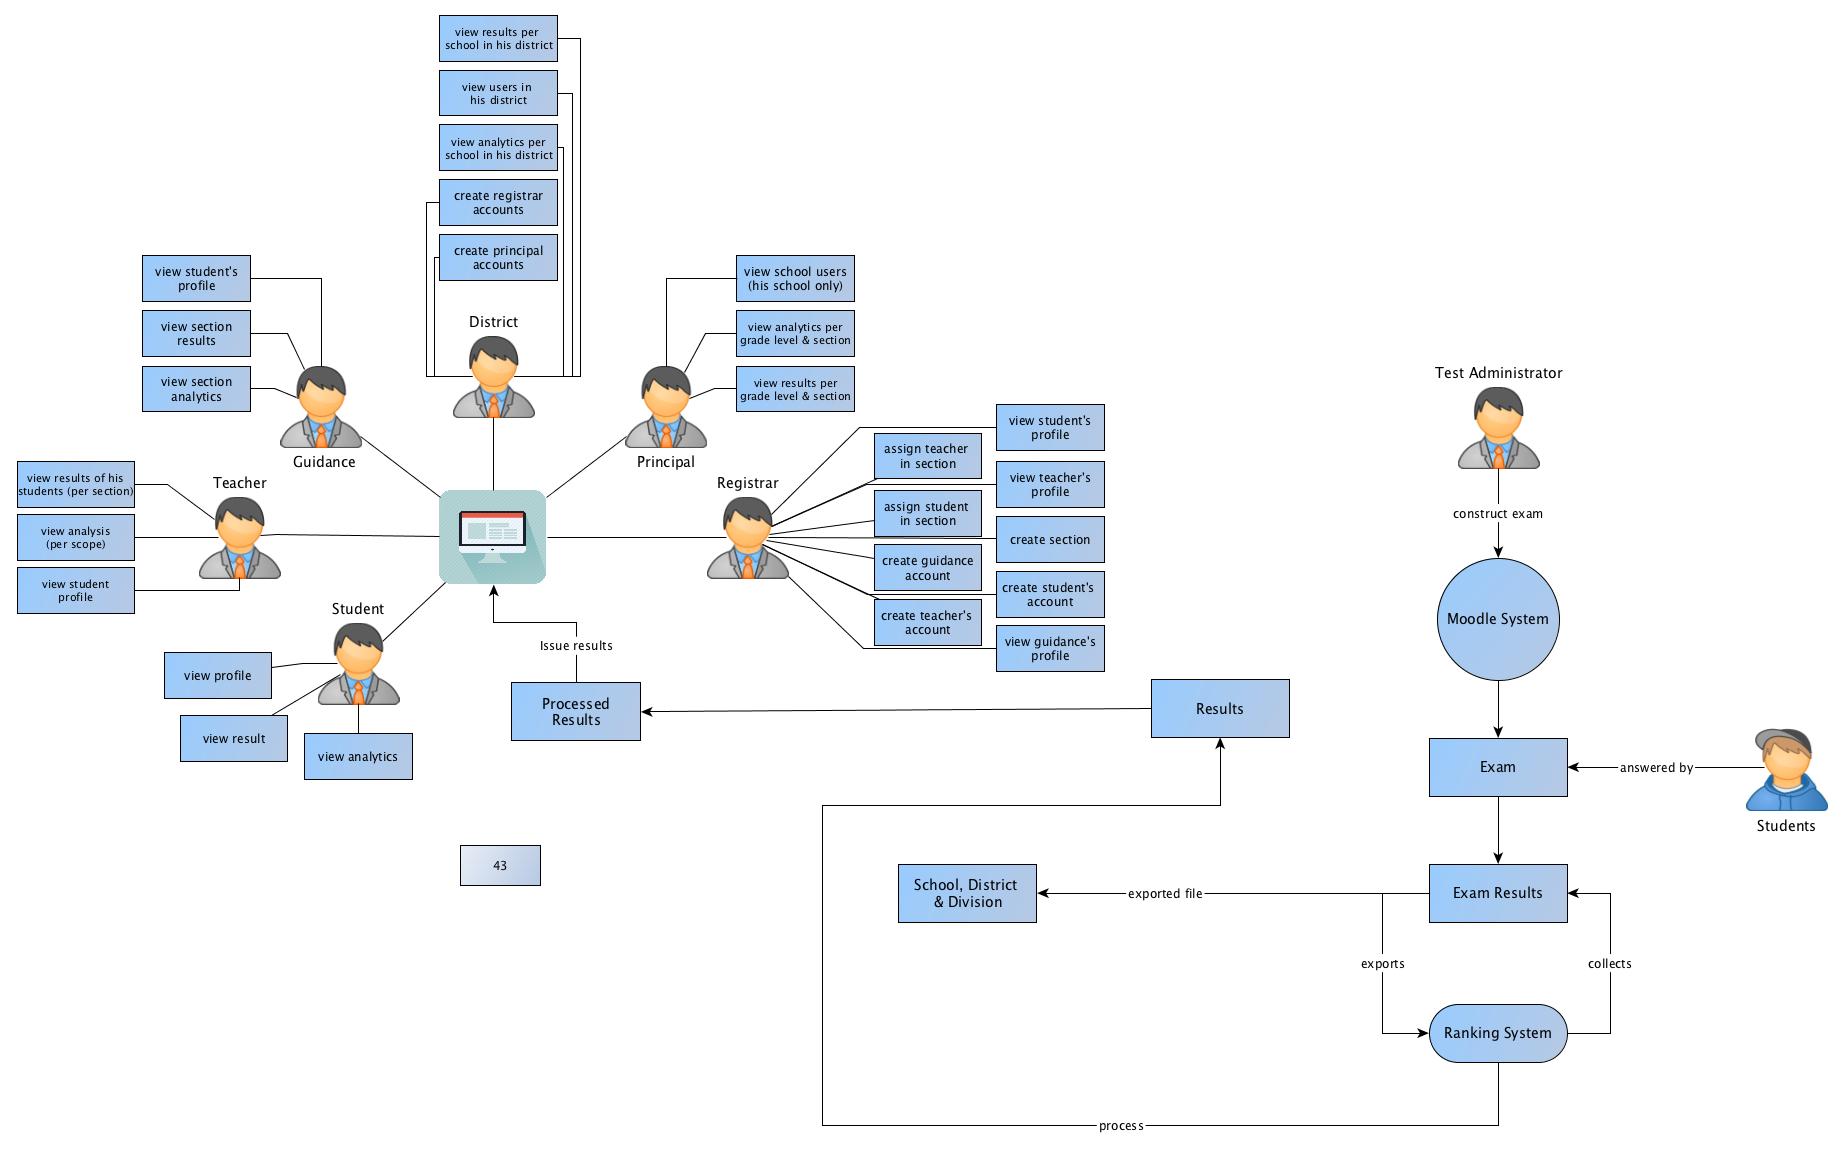 view results per
school in his district
view users in
his district
view analytics per
school in his district
create registrar
accounts
create principal
accounts
District
view student's
profile
view section
results
view section
analytics
Guidance
view school users
(his school only)
view analytics per
grade level & section
view results per
grade level & section
Principal
view results of his
students (per section)
view analysis
(per scope)
view student
profile
Teacher
Registrar
view student's
profile
assign teacher
in section
view teacher's
profile
assign student
in section
create section
create guidance
account
create student's
account
create teacher's
account
view guidance's
profile
Student
view profile
view result
view analytics
Issue results
Processed
Results
Results
Test Administrator
construct exam
Moodle System
Exam
answered by
Students
43
School, District
& Division
exported file
Exam Results
exports
collects
Ranking System
process